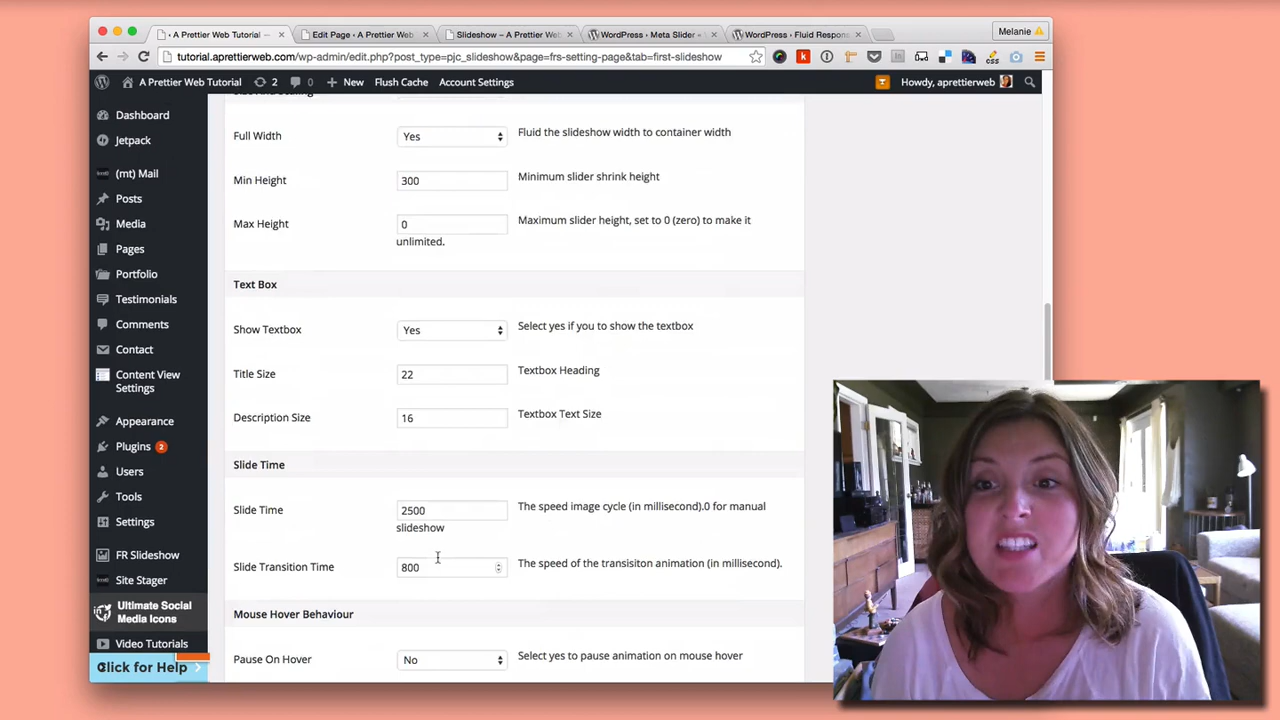 ‹ A Prettier Web Tutorial —
Edit Page ‹ A Prettier Web
Slideshow – A Prettier Web
WordPress › Meta Slider «
WordPress › Fluid Respon
Melanie
tutorial.aprettierweb.com/wp-admin/edit.php?post_type=pjc_slideshow&page=frs-setting-page&tab=first-slideshow
A Prettier Web Tutorial
2
0
New
Flush Cache
Account Settings
Howdy, aprettierweb
Dashboard
Jetpack
(mt) Mail
Posts
Media
Pages
Portfolio
Testimonials
Comments
Contact
Content View
Settings
Appearance
Plugins 2
Users
Tools
Settings
FR Slideshow
Site Stager
Ultimate Social
Media Icons
Video Tutorials
Click for Help
Full Width
Yes
Fluid the slideshow width to container width
Min Height
300
Minimum slider shrink height
Max Height
0
Maximum slider height, set to 0 (zero) to make it
unlimited.
Text Box
Show Textbox
Yes
Select yes if you to show the textbox
Title Size
22
Textbox Heading
Description Size
16
Textbox Text Size
Slide Time
Slide Time
2500
The speed image cycle (in millisecond).0 for manual
slideshow
Slide Transition Time
800
The speed of the transisiton animation (in millisecond).
Mouse Hover Behaviour
Pause On Hover
No
Select yes to pause animation on mouse hover